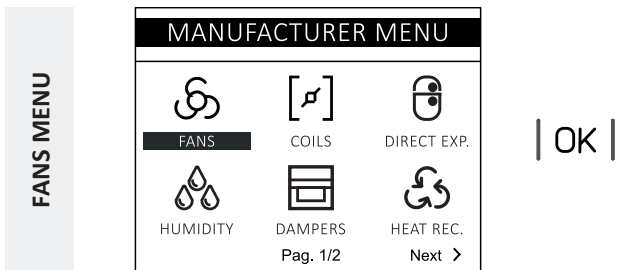 FANS MENU
MANUFACTURER MENU
FANS COILS DIRECT EXP.
HUMIDITY DAMPERS HEAT REC.
Pag. 1/2 Next >
OK